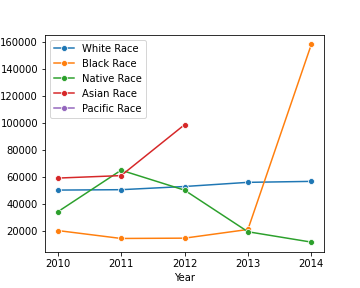 White Race
Black Race
Native Race
Asian Race
Pacific Race
160000
140000
120000
100000
80000
60000
40000
20000
2010 2011 2012 2013 2014
Year